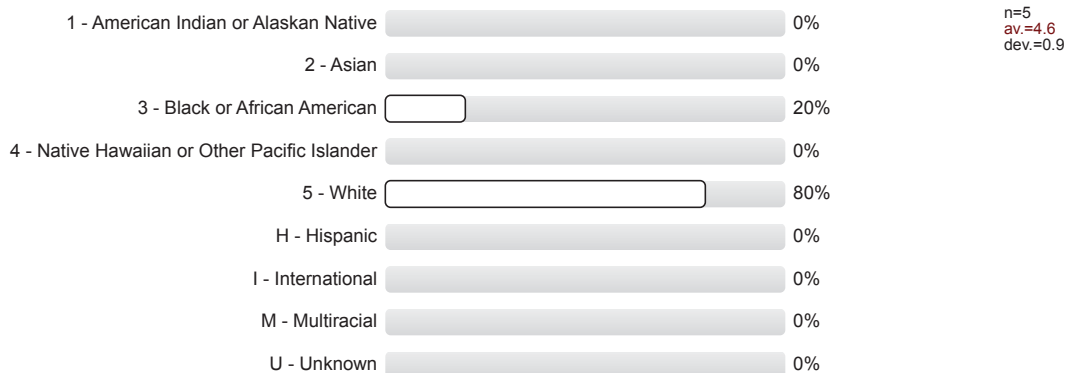 1 - American Indian or Alaskan Native 0%
2 - Asian 0%
3 - Black or African American 20%
4 - Native Hawaiian or Other Pacific Islander 0%
5 - White 80%
H - Hispanic 0%
I - International 0%
M - Multiracial 0%
U - Unknown 0%
n=5
av.=4.6
dev.=0.9